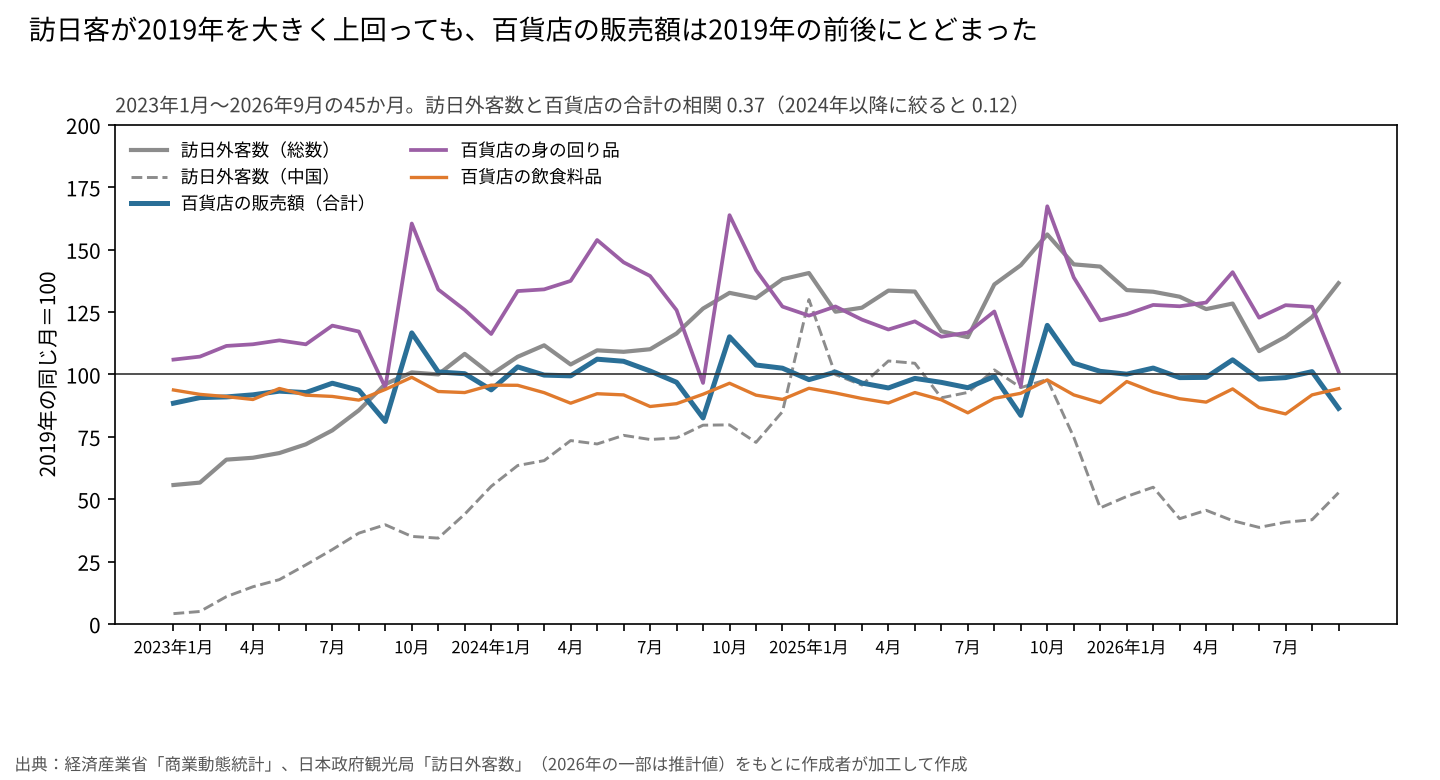 訪日客が2019年を大きく上回っても、百貨店の販売額は2019年の前後にとどまった
2023年1月～2026年9月の45か月。訪日外客数と百貨店の合計の相関 0.37（2024年以降に絞ると 0.12）
2019年の同じ月＝100
200
175
150
125
100
75
50
25
0
訪日外客数（総数）
訪日外客数（中国）
百貨店の販売額（合計）
百貨店の身の回り品
百貨店の飲食料品
2023年1月 4月 7月 10月 2024年1月 4月 7月 10月 2025年1月 4月 7月 10月 2026年1月 4月 7月
出典：経済産業省「商業動態統計」、日本政府観光局「訪日外客数」（2026年の一部は推計値）をもとに作成者が加工して作成